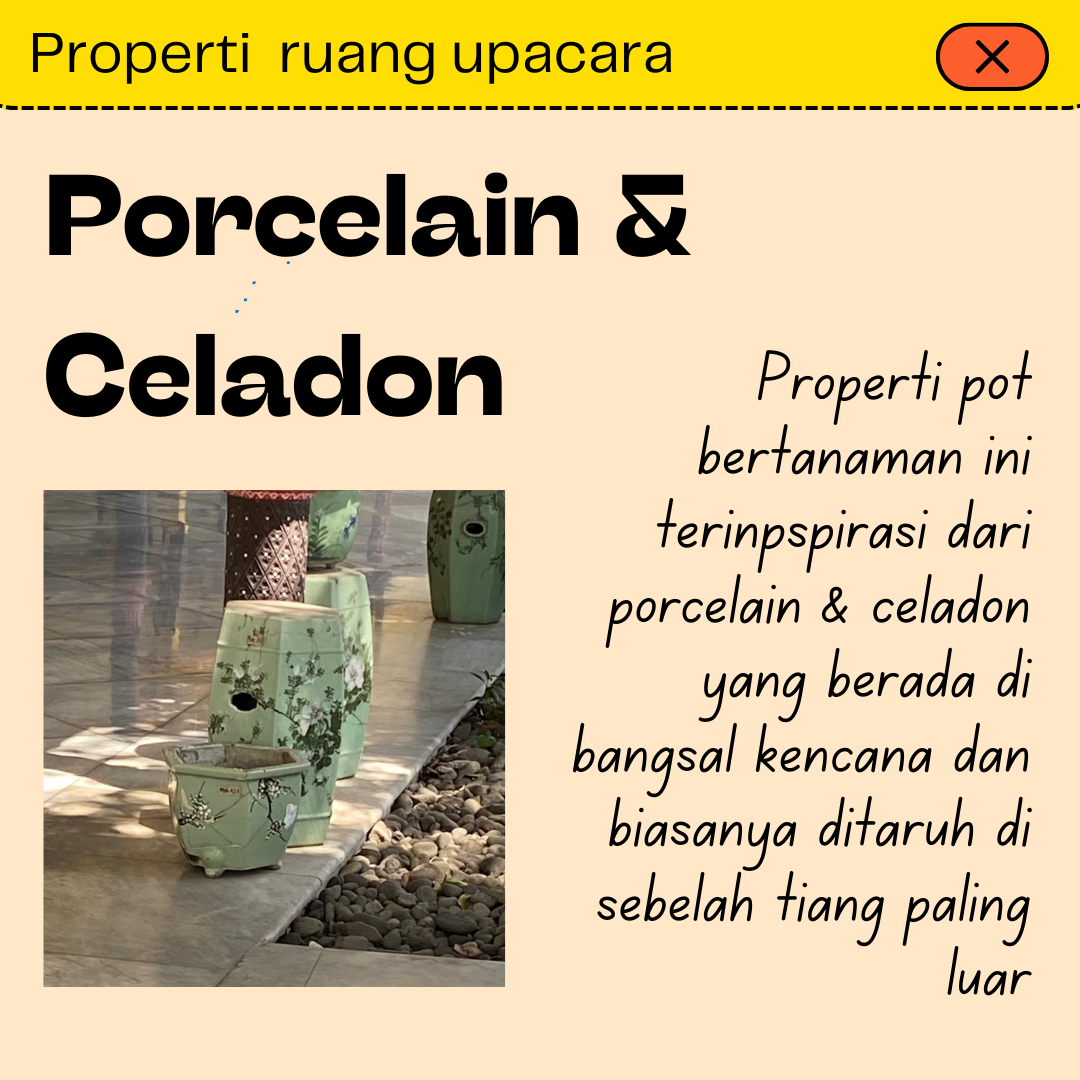 Properti ruang upacara
Porcelain &
Celadon
Properti pot
bertanaman ini
terinpspirasi dari
porcelain & celadon
yang berada di
bangsal kencana dan
biasanya ditaruh di
sebelah tiang paling
luar